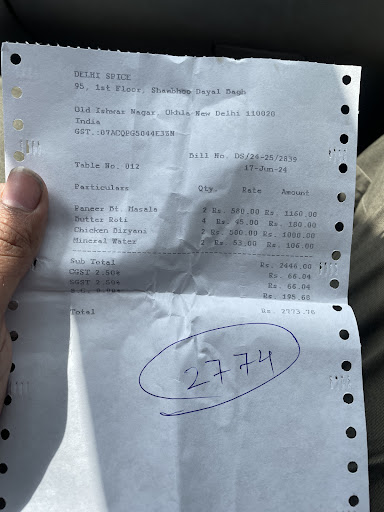 DELHI SPICE
95, 1st Floor, Shambhoo Dayal Bagh
Old Ishwar Nagar, Okhla New Delhi 110020
India
GST.:07ACQPG5844E3ZN
Bill No. DS/24-25/2839
Table No. 012 17-Jun-24
Particulars Qty. Rate Amount
Paneer Bt. Masala 2 Rs. 580.00 Rs. 1160.00
Butter Roti 4 Rs. 45.00 Rs. 180.00
Chicken Biryani 2 Rs. 500.00 Rs. 1000.00
Mineral Water 2 Rs. 53.00 Rs. 106.00
Sub Total Rs. 2446.00
CGST 2.50% Rs. 66.04
SGST 2.50% Rs. 66.04
Rs. 195.68
Total Rs. 2773.76
2774